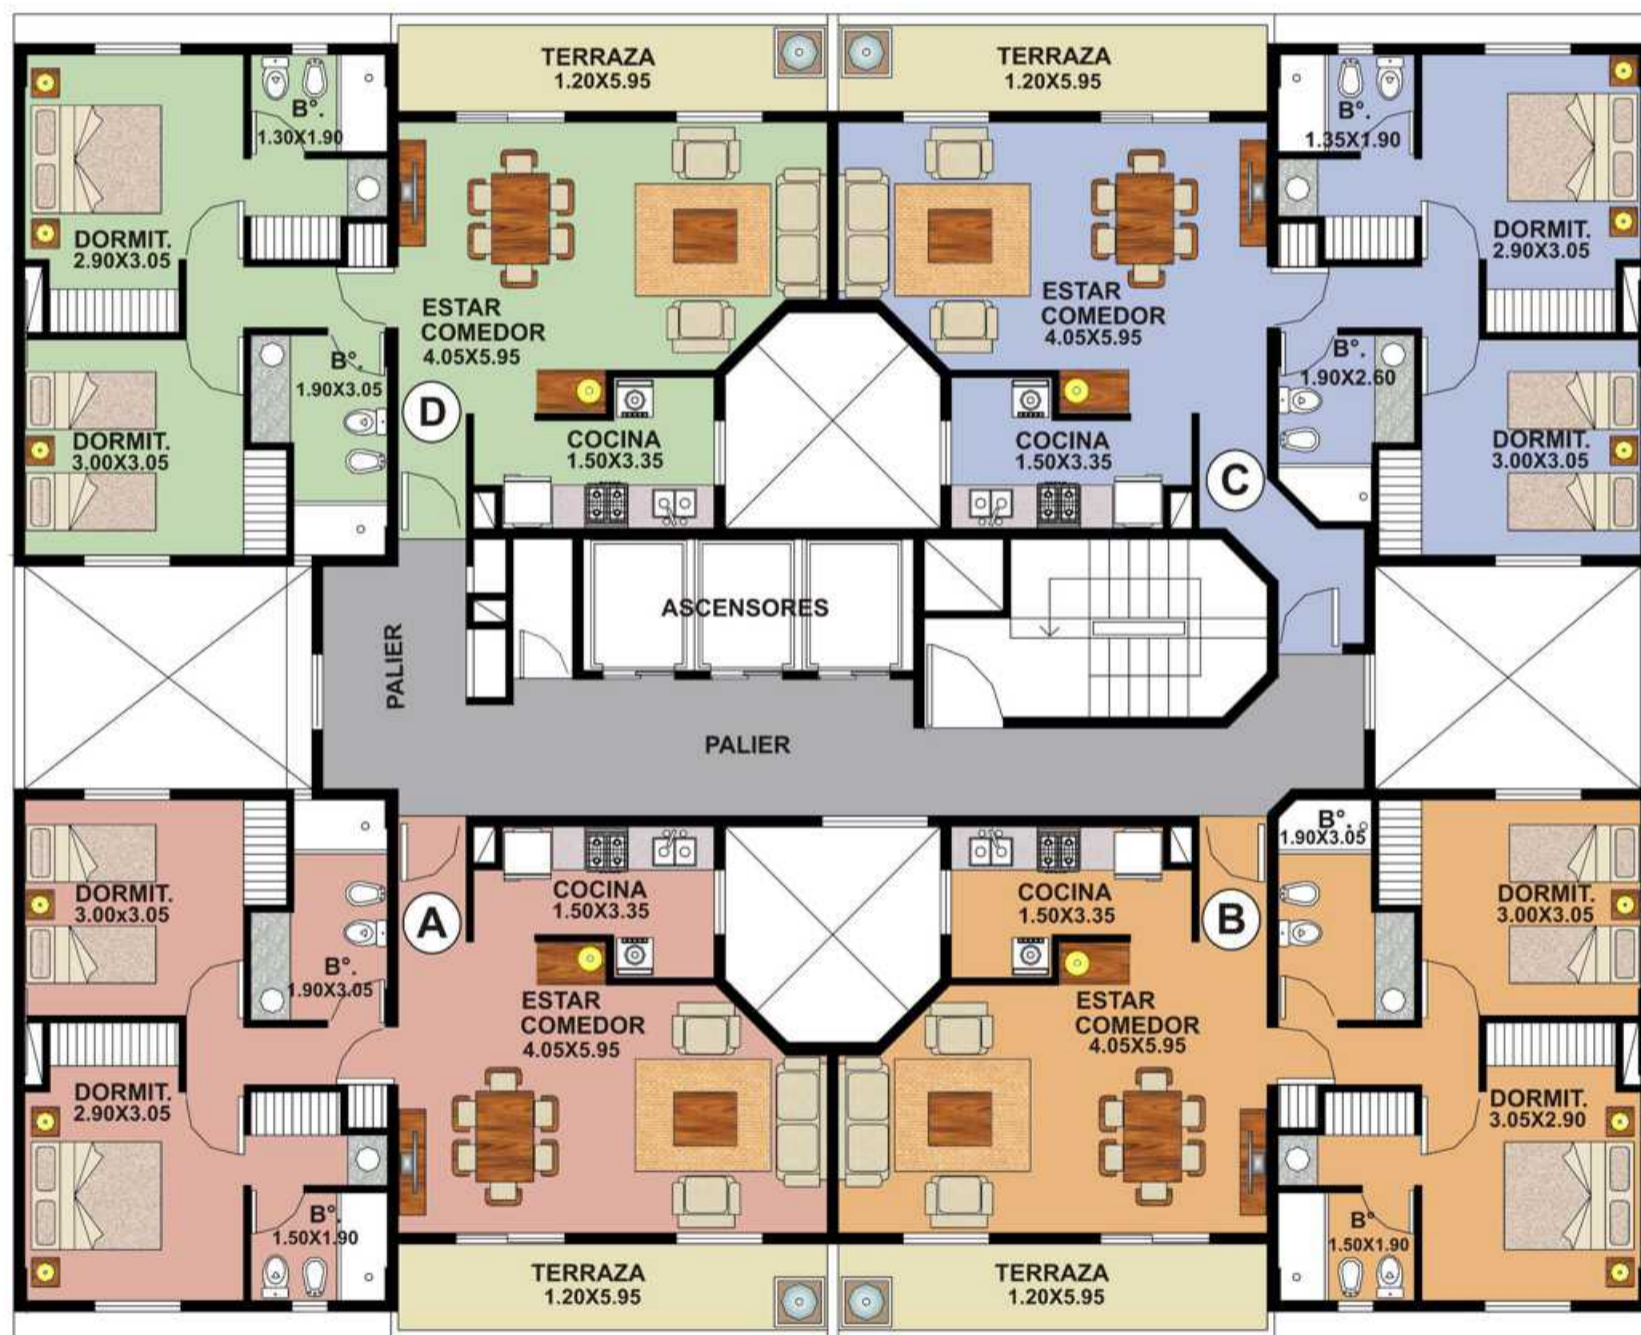 TERRAZA
1.20X5.95
TERRAZA
1.20X5.95
B°.
1.30X1.90
B°.
1.35X1.90
DORMIT.
2.90X3.05
DORMIT.
2.90X3.05
ESTAR
COMEDOR
4.05X5.95
ESTAR
COMEDOR
4.05X5.95
B°.
1.90X3.05
B°.
1.90X2.60
D
DORMIT.
3.00X3.05
COCINA
1.50X3.35
COCINA
1.50X3.35
C
DORMIT.
3.00X3.05
ASCENSORES
PALIER
PALIER
B°.
1.90X3.05
DORMIT.
3.00x3.05
A
COCINA
1.50X3.35
COCINA
1.50X3.35
B
DORMIT.
3.00X3.05
B°.
1.90X3.05
ESTAR
COMEDOR
4.05X5.95
ESTAR
COMEDOR
4.05X5.95
DORMIT.
2.90X3.05
DORMIT.
3.05X2.90
B°.
1.50X1.90
B°
1.50X1.90
TERRAZA
1.20X5.95
TERRAZA
1.20X5.95